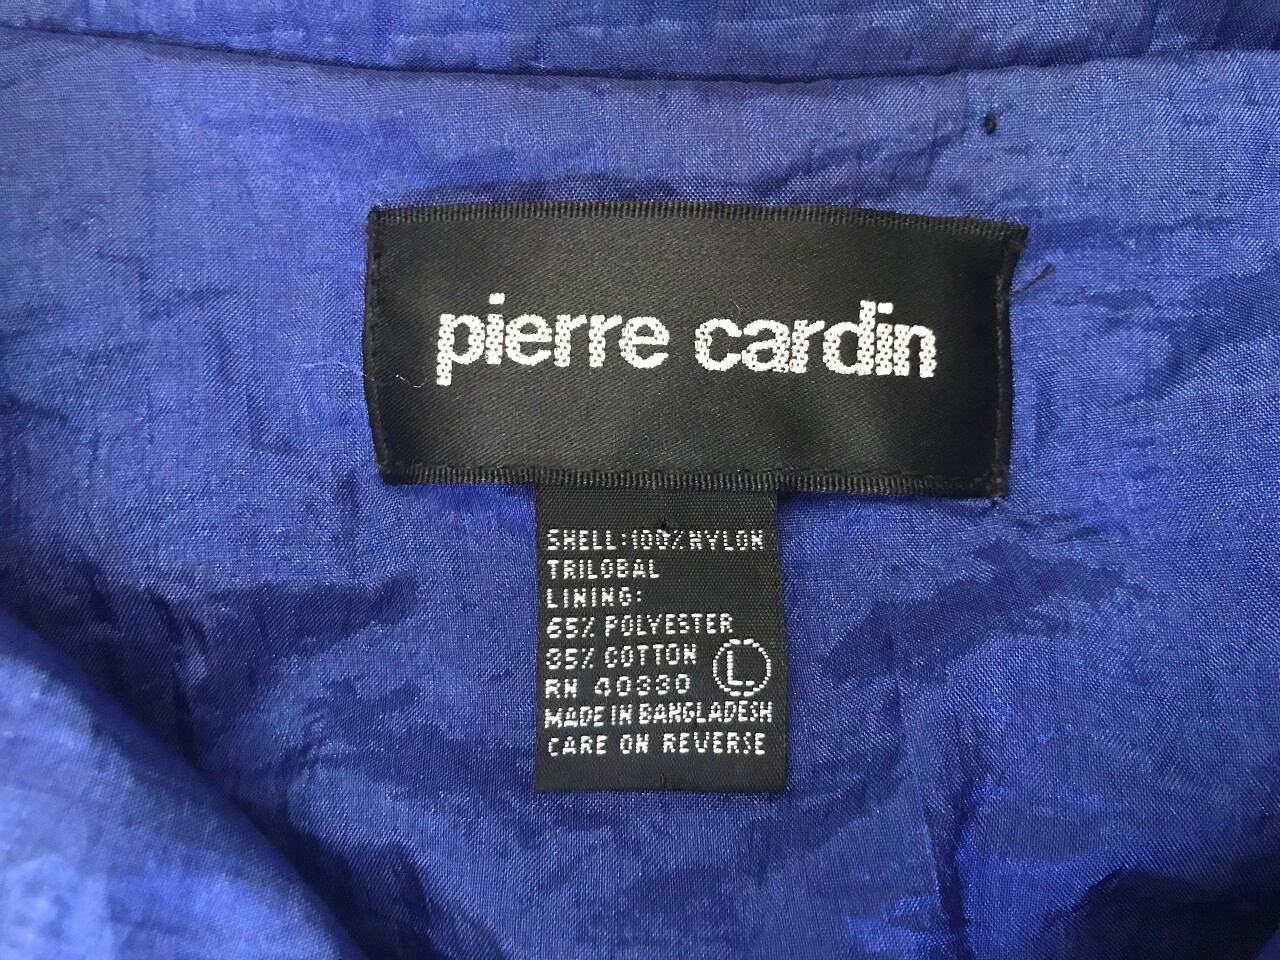 pierre cardin
SHELL: 100% NYLON
TRILOBAL
LINING:
65% POLYESTER
35% COTTON L
RN 40330
MADE IN BANGLADESH
CARE ON REVERSE